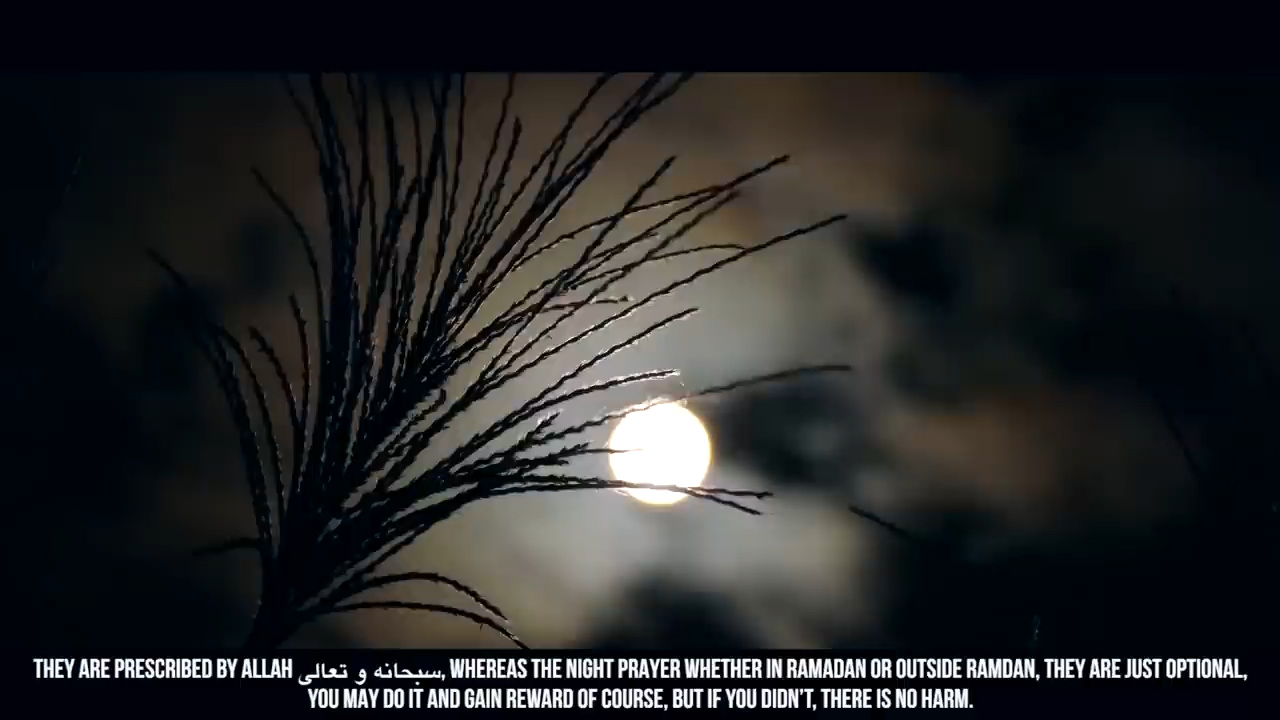 THEY ARE PRESCRIBED BY ALLAH سبحانه و تعالى, WHEREAS THE NIGHT PRAYER WHETHER IN RAMADAN OR OUTSIDE RAMDAN, THEY ARE JUST OPTIONAL,
YOU MAY DO IT AND GAIN REWARD OF COURSE, BUT IF YOU DIDN'T, THERE IS NO HARM.